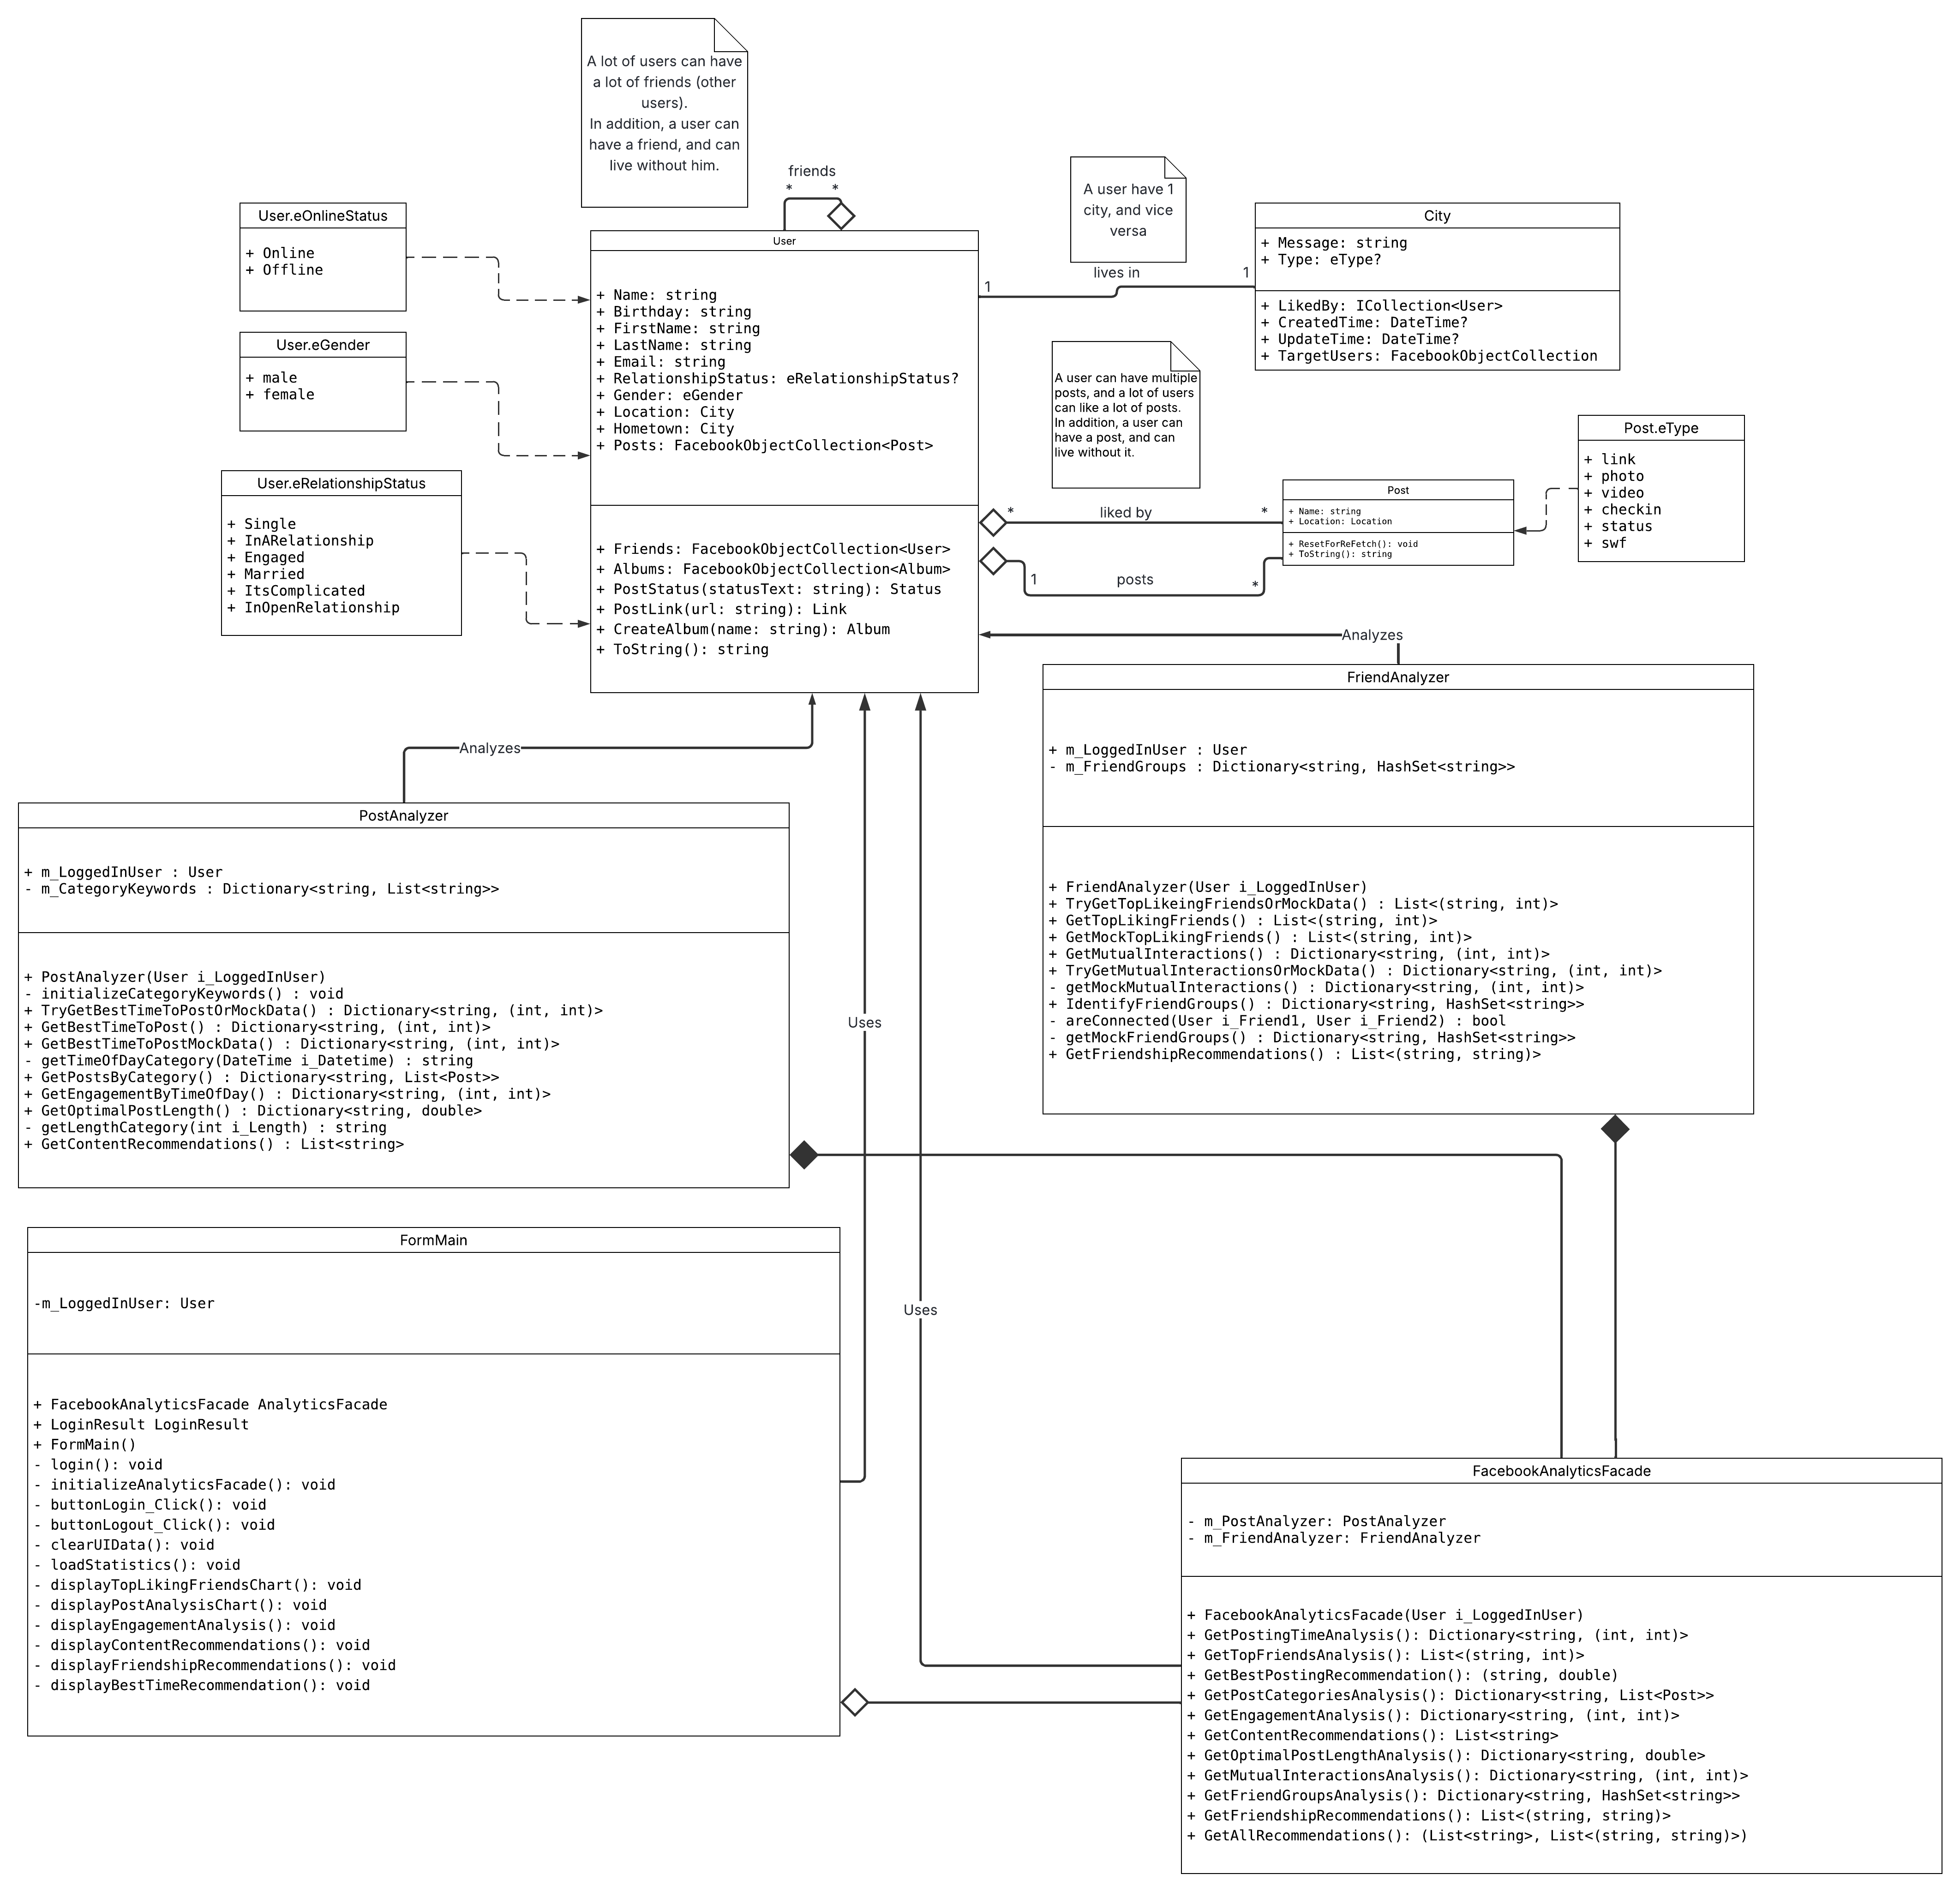 A lot of users can have
a lot of friends (other
users).
In addition, a user can
have a friend, and can
live without him.
friends
*
*
A user have 1
city, and vice
versa
lives in
1
1
User.eOnlineStatus
+ Online
+ Offline
User.eGender
+ male
+ female
User.eRelationshipStatus
+ Single
+ InARelationship
+ Engaged
+ Married
+ ItsComplicated
+ InOpenRelationship
User
+ Name: string
+ Birthday: string
+ FirstName: string
+ LastName: string
+ Email: string
+ RelationshipStatus: eRelationshipStatus?
+ Gender: eGender
+ Location: City
+ Hometown: City
+ Posts: FacebookObjectCollection<Post>
+ Friends: FacebookObjectCollection<User>
+ Albums: FacebookObjectCollection<Album>
+ PostStatus(statusText: string): Status
+ PostLink(url: string): Link
+ CreateAlbum(name: string): Album
+ ToString(): string
City
+ Message: string
+ Type: eType?
+ LikedBy: ICollection<User>
+ CreatedTime: DateTime?
+ UpdateTime: DateTime?
+ TargetUsers: FacebookObjectCollection
A user can have multiple
posts, and a lot of users
can like a lot of posts.
In addition, a user can
have a post, and can
live without it.
*
liked by
*
1
posts
*
Post
+ Name: string
+ Location: Location
+ ResetForReFetch(): void
+ ToString(): string
Post.eType
+ link
+ photo
+ video
+ checkin
+ status
+ swf
Analyzes
FriendAnalyzer
+ m_LoggedInUser : User
- m_FriendGroups : Dictionary<string, HashSet<string>>
+ FriendAnalyzer(User i_LoggedInUser)
+ TryGetTopLikeingFriendsOrMockData() : List<(string, int)>
+ GetTopLikingFriends() : List<(string, int)>
+ GetMockTopLikingFriends() : List<(string, int)>
+ GetMutualInteractions() : Dictionary<string, (int, int)>
+ TryGetMutualInteractionsOrMockData() : Dictionary<string, (int, int)>
- getMockMutualInteractions() : Dictionary<string, (int, int)>
+ IdentifyFriendGroups() : Dictionary<string, HashSet<string>>
- areConnected(User i_Friend1, User i_Friend2) : bool
- getMockFriendGroups() : Dictionary<string, HashSet<string>>
+ GetFriendshipRecommendations() : List<(string, string)>
Analyzes
PostAnalyzer
+ m_LoggedInUser : User
- m_CategoryKeywords : Dictionary<string, List<string>>
+ PostAnalyzer(User i_LoggedInUser)
- initializeCategoryKeywords() : void
+ TryGetBestTimeToPostOrMockData() : Dictionary<string, (int, int)>
+ GetBestTimeToPost() : Dictionary<string, (int, int)>
+ GetBestTimeToPostMockData() : Dictionary<string, (int, int)>
- getTimeOfDayCategory(DateTime i_Datetime) : string
+ GetPostsByCategory() : Dictionary<string, List<Post>>
+ GetEngagementByTimeOfDay() : Dictionary<string, (int, int)>
+ GetOptimalPostLength() : Dictionary<string, double>
- getLengthCategory(int i_Length) : string
+ GetContentRecommendations() : List<string>
Uses
Uses
FormMain
-m_LoggedInUser: User
+ FacebookAnalyticsFacade AnalyticsFacade
+ LoginResult LoginResult
+ FormMain()
- login(): void
- initializeAnalyticsFacade(): void
- buttonLogin_Click(): void
- buttonLogout_Click(): void
- clearUIData(): void
- loadStatistics(): void
- displayTopLikingFriendsChart(): void
- displayPostAnalysisChart(): void
- displayEngagementAnalysis(): void
- displayContentRecommendations(): void
- displayFriendshipRecommendations(): void
- displayBestTimeRecommendation(): void
FacebookAnalyticsFacade
- m_PostAnalyzer: PostAnalyzer
- m_FriendAnalyzer: FriendAnalyzer
+ FacebookAnalyticsFacade(User i_LoggedInUser)
+ GetPostingTimeAnalysis(): Dictionary<string, (int, int)>
+ GetTopFriendsAnalysis(): List<(string, int)>
+ GetBestPostingRecommendation(): (string, double)
+ GetPostCategoriesAnalysis(): Dictionary<string, List<Post>>
+ GetEngagementAnalysis(): Dictionary<string, (int, int)>
+ GetContentRecommendations(): List<string>
+ GetOptimalPostLengthAnalysis(): Dictionary<string, double>
+ GetMutualInteractionsAnalysis(): Dictionary<string, (int, int)>
+ GetFriendGroupsAnalysis(): Dictionary<string, HashSet<string>>
+ GetFriendshipRecommendations(): List<(string, string)>
+ GetAllRecommendations(): (List<string>, List<(string, string)>)